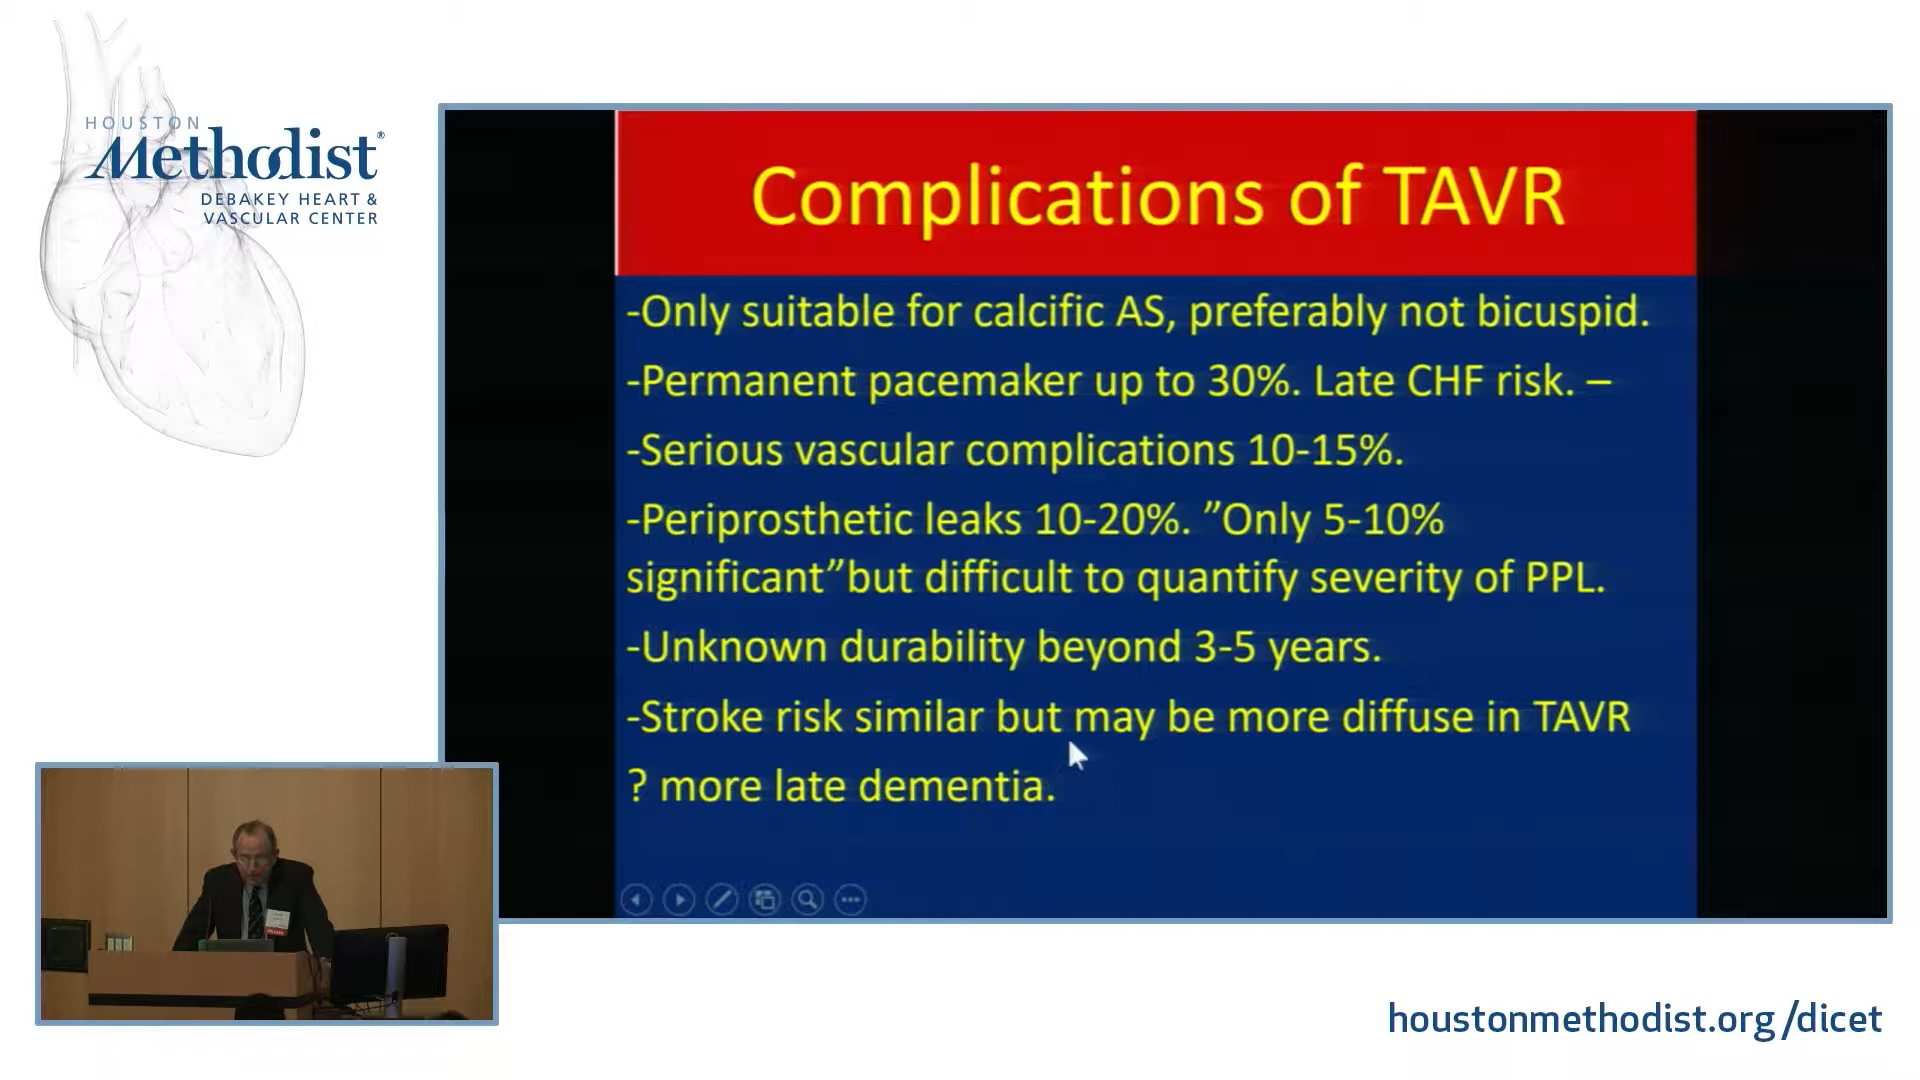 HOUSTON
Methodist®
DEBAKEY HEART &
VASCULAR CENTER
Complications of TAVR
-Only suitable for calcific AS, preferably not bicuspid.
-Permanent pacemaker up to 30%. Late CHF risk. –
-Serious vascular complications 10-15%.
-Periprosthetic leaks 10-20%. ”Only 5-10%
significant”but difficult to quantify severity of PPL.
-Unknown durability beyond 3-5 years.
-Stroke risk similar but may be more diffuse in TAVR
? more late dementia.
houstonmethodist.org/dicet